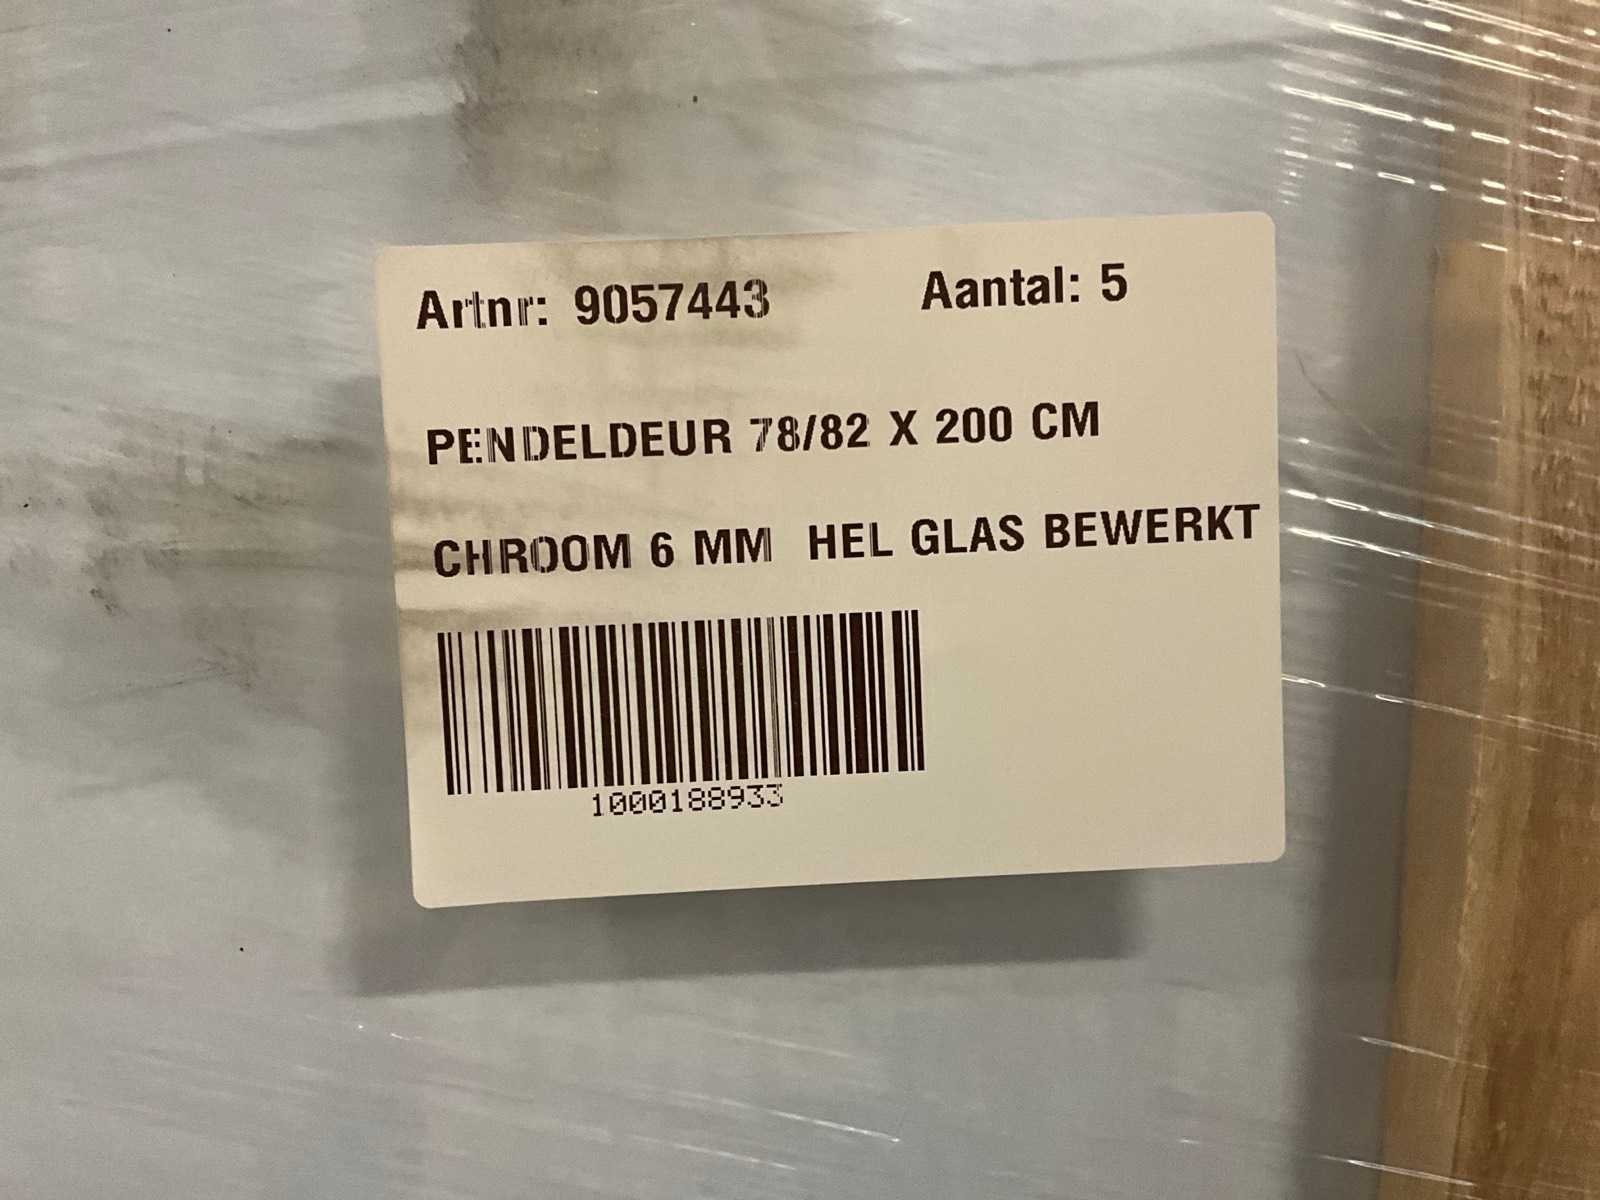 Artnr: 9057443 Aantal: 5
PENDELDEUR 78/82 X 200 CM
CHROOM 6 MM HEL GLAS BEWERKT
1000188933